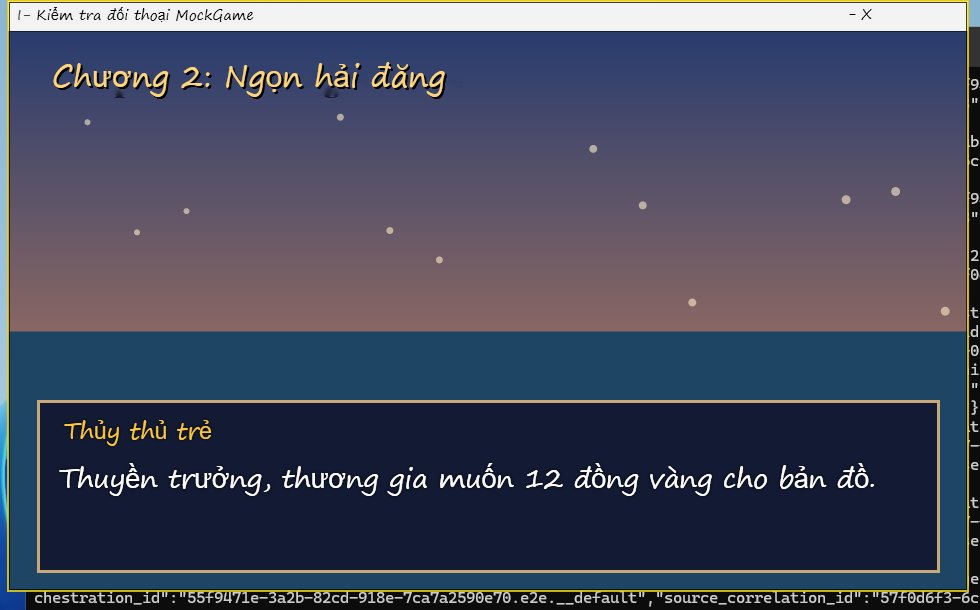 I- Kiểm tra đối thoại MockGame - X
Chương 2: Ngọn hải đăng
Thủy thủ trẻ
Thuyền trưởng, thương gia muốn 12 đồng vàng cho bản đồ.
chestration_id":"55f9471e-3a2b-82cd-918e-7ca7a2590e70.e2e.__default","source_correlation_id":"57f0d6f3-6